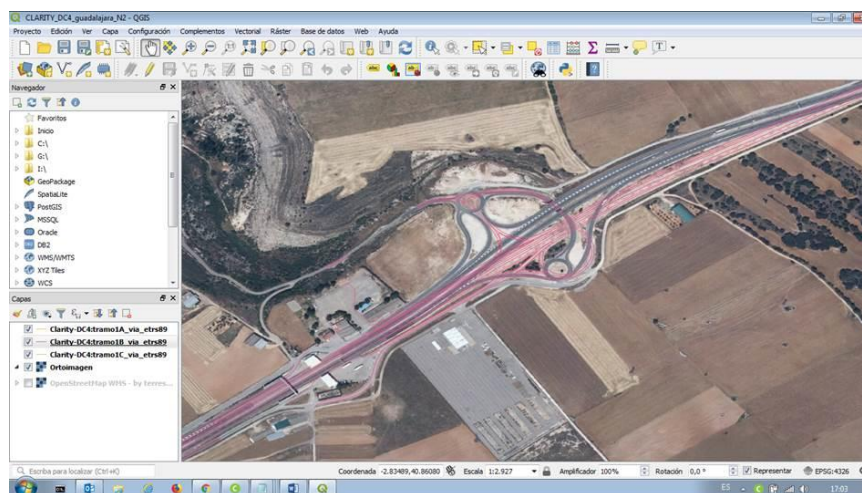 CLARITY_DC4_guadalajara_N2 - QGIS
Proyecto Edición Ver Capa Configuración Complementos Vectorial Ráster Base de datos Web Ayuda
Navegador
Favoritos
Inicio
C:\
G:\
I:\
GeoPackage
SpatiaLite
PostGIS
MSSQL
Oracle
DB2
WMS/WMTS
XYZ Tiles
WCS
Capas
Clarity-DC4:tramo1A_via_etrs89
Clarity-DC4:tramo1B_via_etrs89
Clarity-DC4:tramo1C_via_etrs89
Ortoimagen
OpenStreetMap WMS - by terres...
Escriba para localizar (Ctrl+K) Coordenada -2.83489,40.86080 Escala 1:2.927 Amplificador 100% Rotación 0,0 ° Representar EPSG:4326
ES 17:03